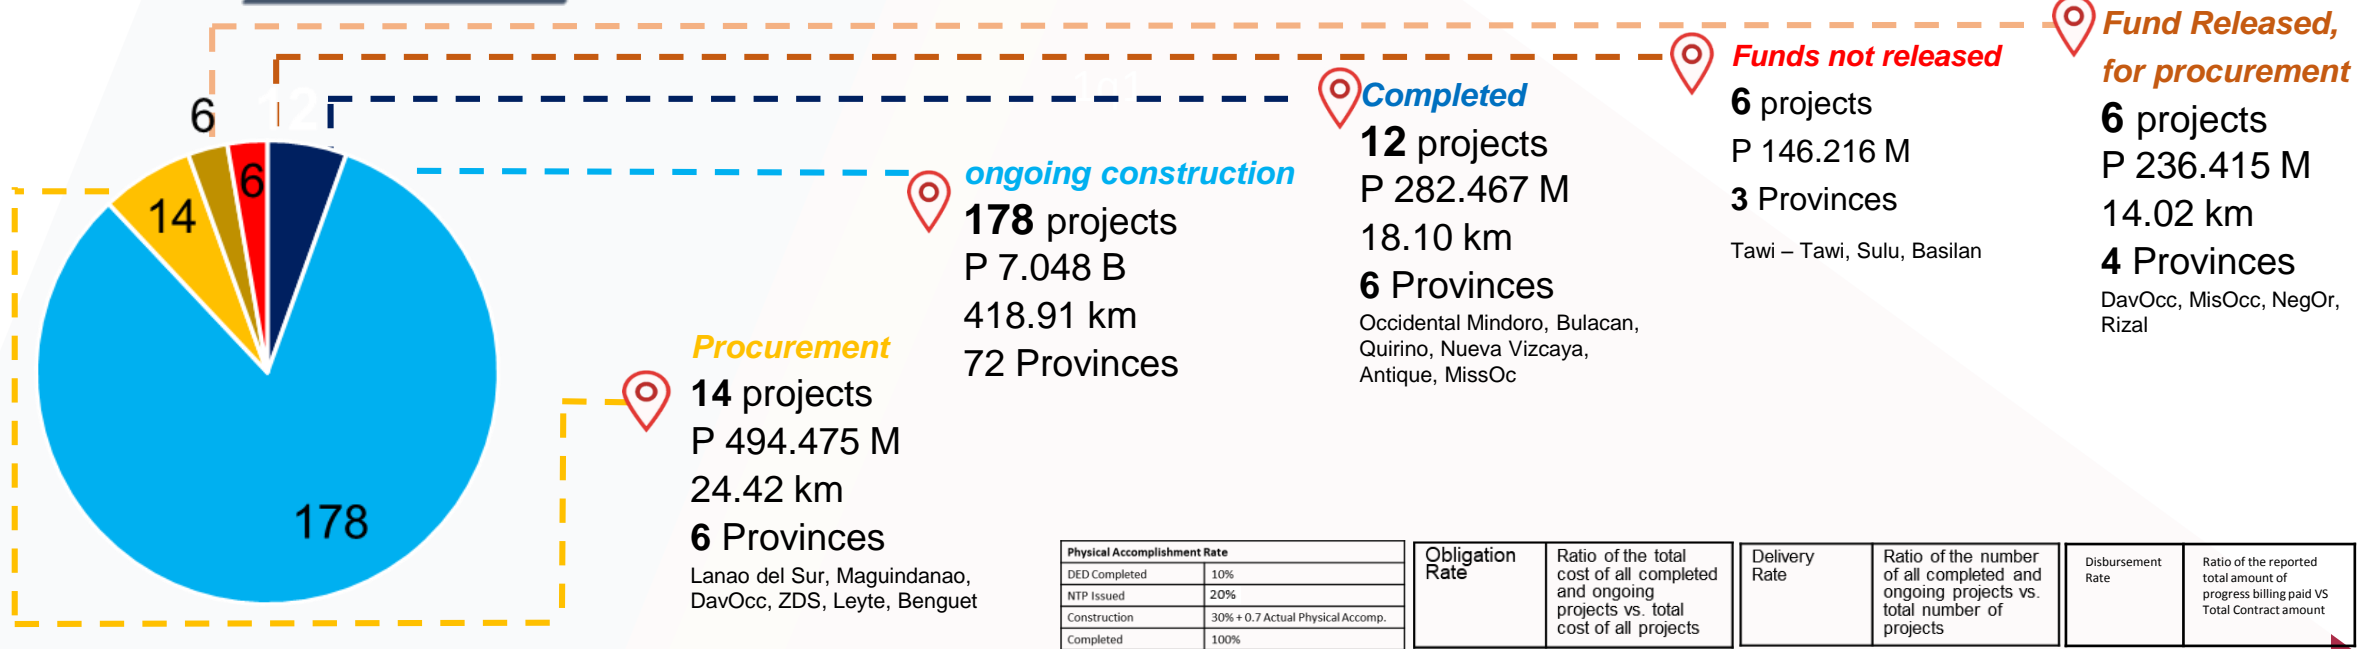 Fund Released,
for procurement
6 projects
P 236.415 M
14.02 km
4 Provinces
DavOcc, MisOcc, NegOr,
Rizal
Funds not released
6 projects
P 146.216 M
3 Provinces
Tawi – Tawi, Sulu, Basilan
Completed
12 projects
P 282.467 M
18.10 km
6 Provinces
Occidental Mindoro, Bulacan,
Quirino, Nueva Vizcaya,
Antique, MissOc
ongoing construction
178 projects
P 7.048 B
418.91 km
72 Provinces
Procurement
14 projects
P 494.475 M
24.42 km
6 Provinces
Lanao del Sur, Maguindanao,
DavOcc, ZDS, Leyte, Benguet
6
12
6
14
178
Physical Accomplishment Rate
DED Completed 10%
NTP Issued 20%
Construction 30% + 0.7 Actual Physical Accomp.
Completed 100%
Obligation
Rate
Ratio of the total
cost of all completed
and ongoing
projects vs. total
cost of all projects
Delivery
Rate
Ratio of the number
of all completed and
ongoing projects vs.
total number of
projects
Disbursement
Rate
Ratio of the reported
total amount of
progress billing paid VS
Total Contract amount